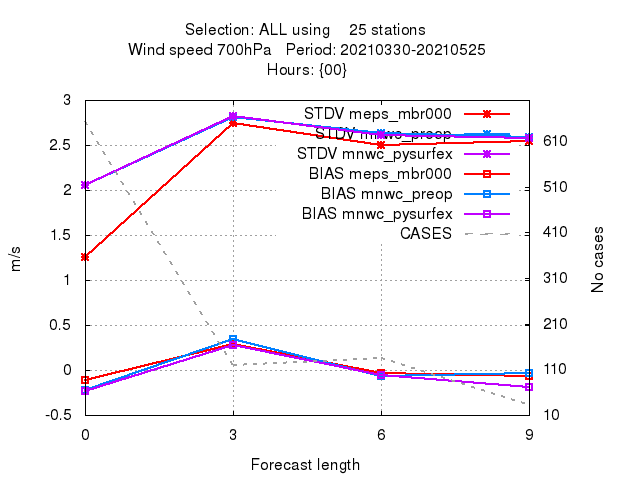 Selection: ALL using 25 stations
Wind speed 700hPa Period: 20210330-20210525
Hours: {00}
STDV meps_mbr000
STDV mnwc_preop
STDV mnwc_pysurfex
BIAS meps_mbr000
BIAS mnwc_preop
BIAS mnwc_pysurfex
CASES
3
2.5
2
1.5
1
0.5
0
-0.5
m/s
610
510
410
310
210
110
10
No cases
0 3 6 9
Forecast length